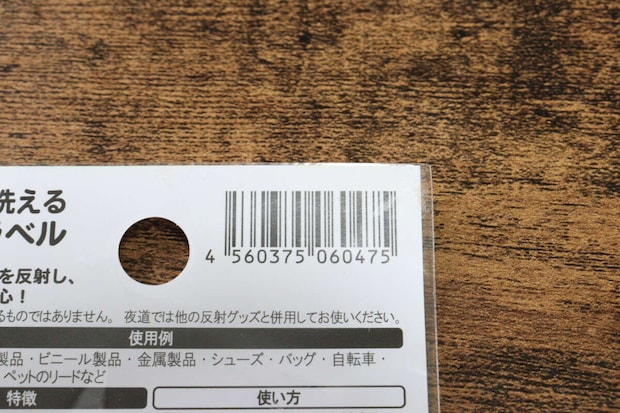 洗える
ラベル
4 560375 060475
を反射し、
心！
るものではありません。 夜道では他の反射グッズと併用してお使いください。
使用例
製品・ビニール製品・金属製品・シューズ・バッグ・自転車・
ペットのリードなど
特徴
使い方